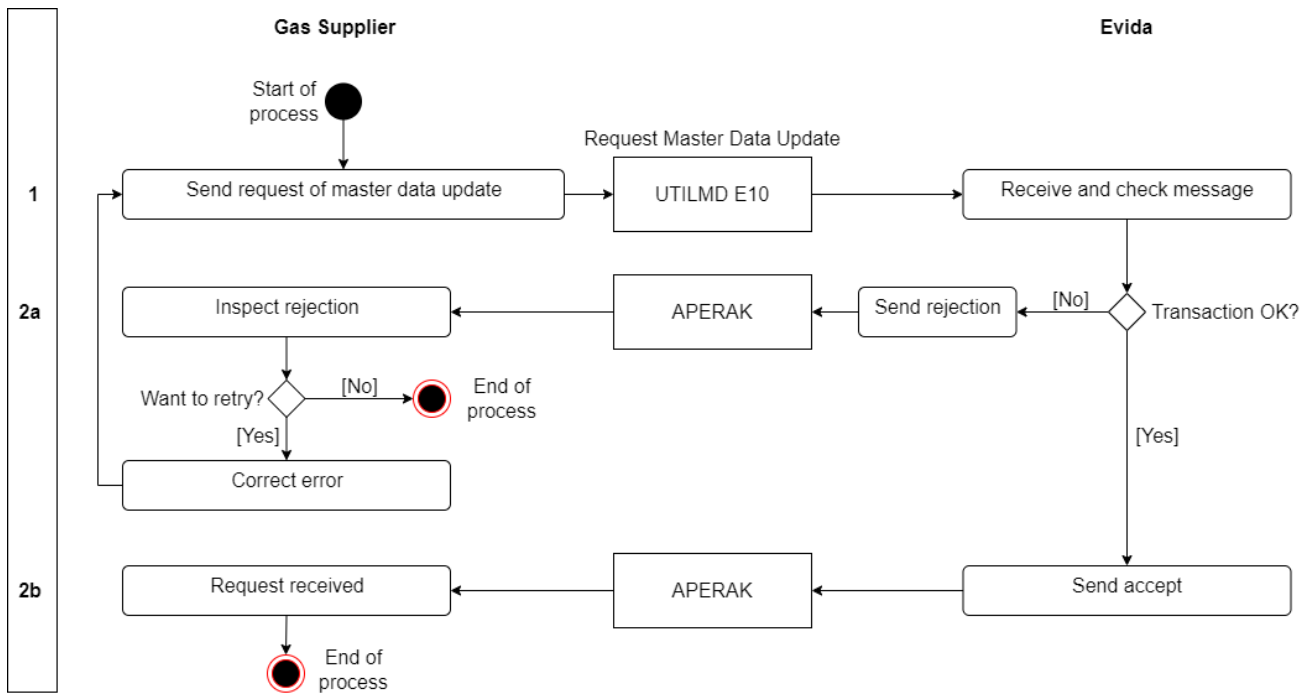 Gas Supplier
Evida
Start of
process
Request Master Data Update
1
Send request of master data update
UTILMD E10
Receive and check message
2a
Inspect rejection
APERAK
Send rejection
[No]
Transaction OK?
Want to retry?
[No]
End of
process
[Yes]
[Yes]
Correct error
2b
Request received
APERAK
Send accept
End of
process